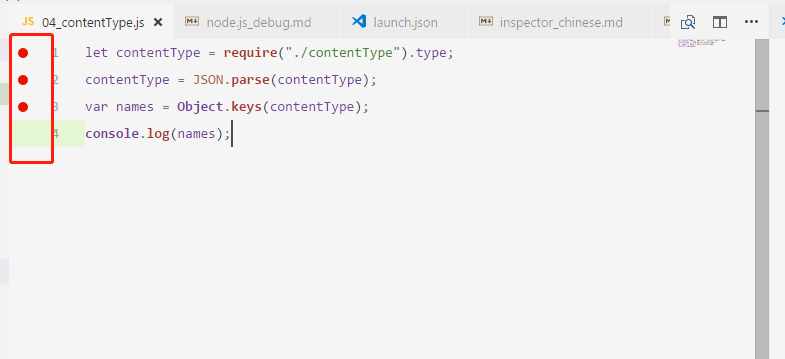 JS 04_contentType.js node.js_debug.md launch.json inspector_chinese.md
1 let contentType = require("./contentType").type;
2 contentType = JSON.parse(contentType);
3 var names = Object.keys(contentType);
4 console.log(names);